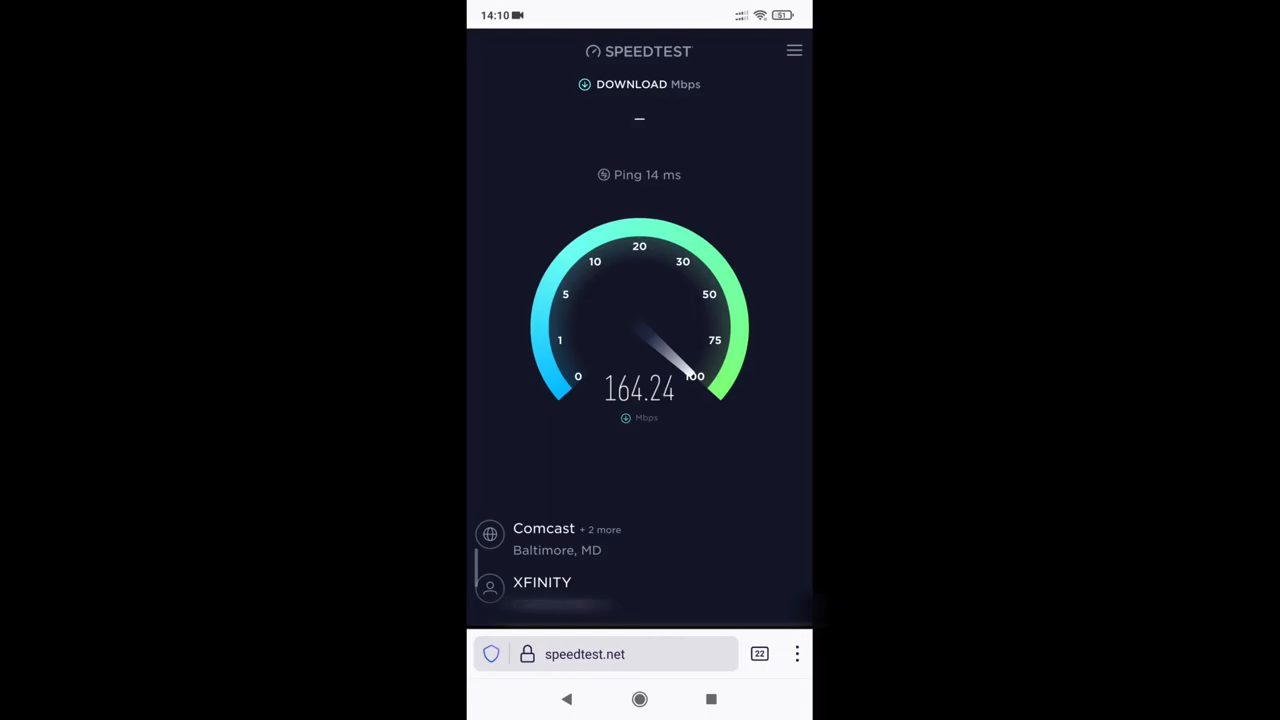 14:10
51
SPEEDTEST
DOWNLOAD Mbps
–
Ping 14 ms
20
10
30
5
50
1
75
0
100
164.24
Mbps
Comcast + 2 more
Baltimore, MD
XFINITY
speedtest.net
22